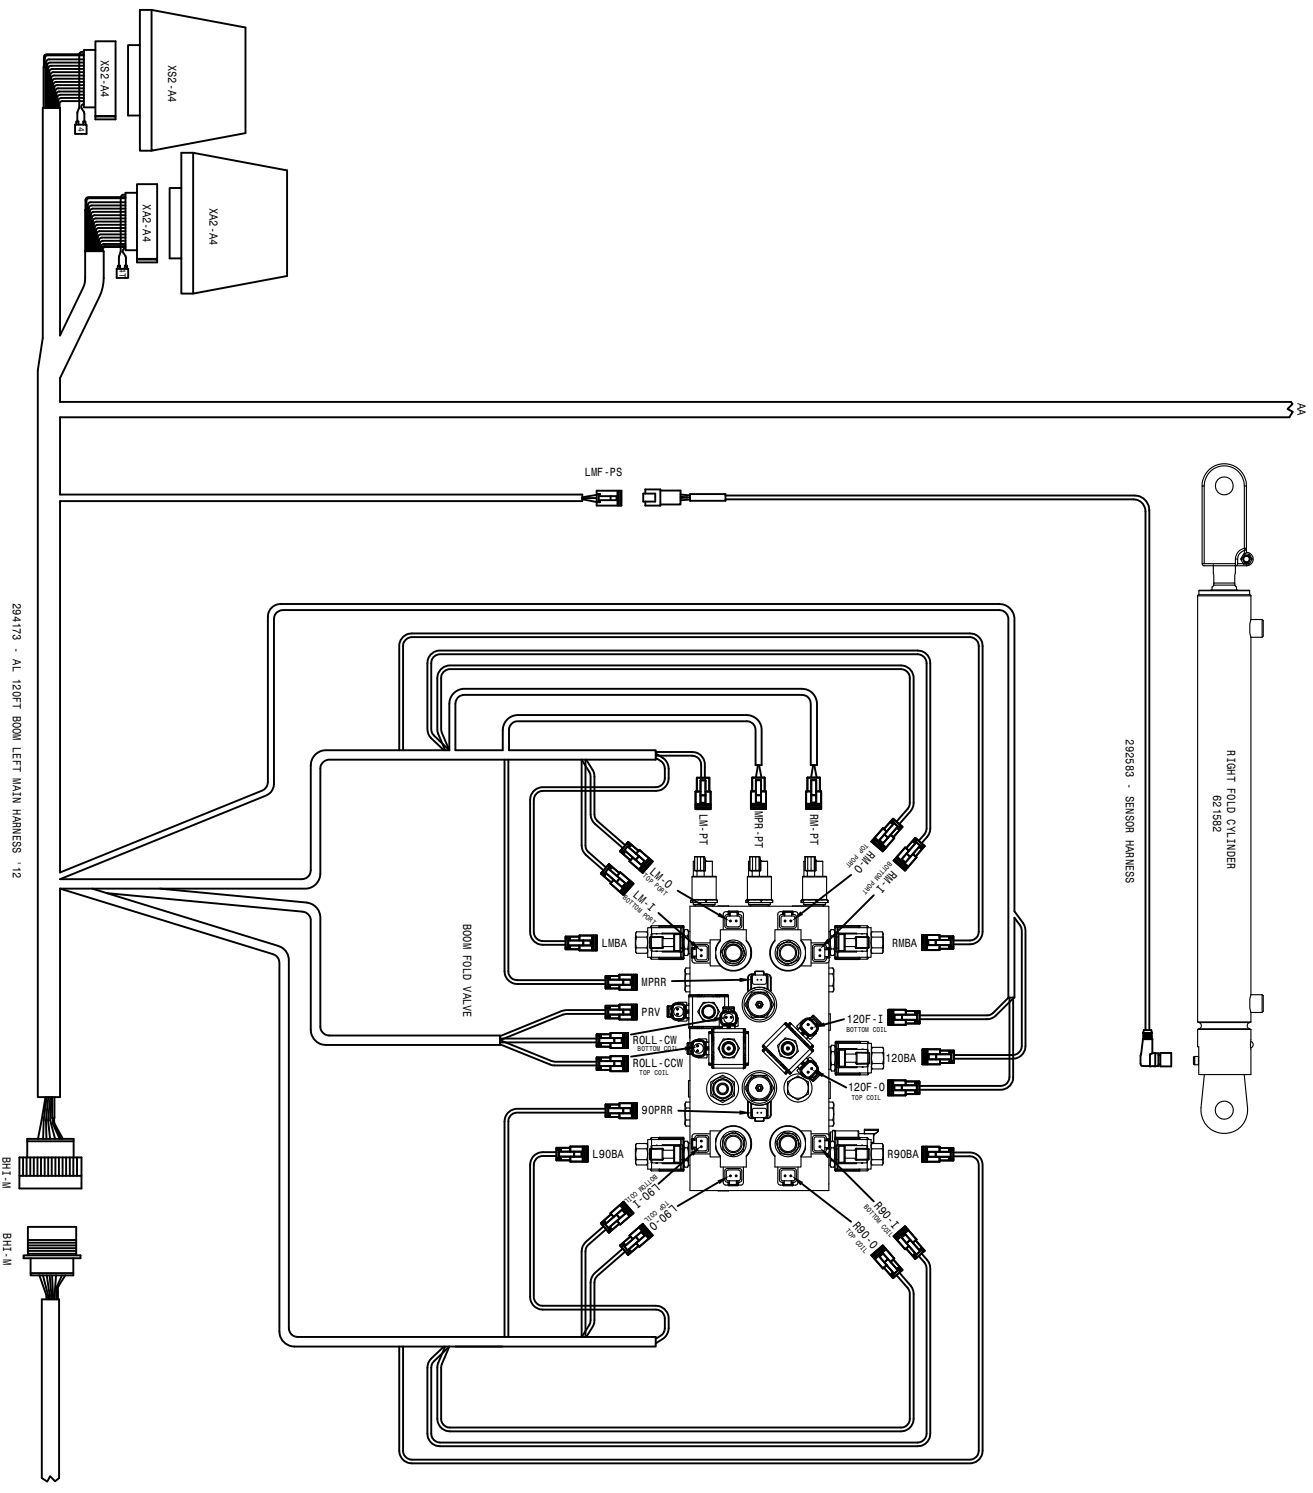 XS2-A4
XS2-A4
4
XA2-A4
XA2-A4
AA
LMF-PS
RIGHT FOLD CYLINDER
621582
292583 - SENSOR HARNESS
294173 - AL 120FT BOOM LEFT MAIN HARNESS '12
BOOM FOLD VALVE
LM-PT
MPR-PT
RM-PT
RM-O
TOP PORT
RM-I
BOTTOM PORT
LM-O
TOP PORT
LM-I
BOTTOM PORT
LMBA
RMBA
MPRR
PRV
ROLL-CW
BOTTOM COIL
ROLL-CCW
TOP COIL
120F-I
BOTTOM COIL
120BA
120F-O
TOP COIL
90PRR
L90BA
R90BA
L90-I
BOTTOM COIL
L90-O
TOP COIL
R90-I
BOTTOM COIL
R90-O
TOP COIL
BHI-M
BHI-M